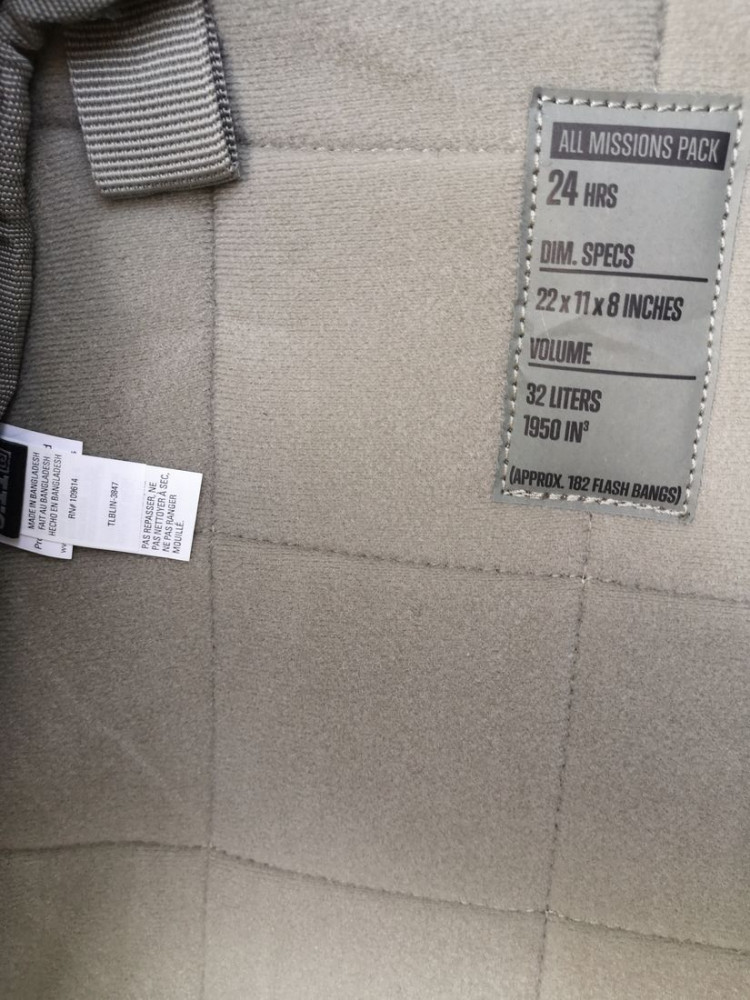 ALL MISSIONS PACK
24 HRS
DIM. SPECS
22 x 11 x 8 INCHES
VOLUME
32 LITERS
1950 IN³
(APPROX. 182 FLASH BANGS)
MADE IN BANGLADESH
FAIT AU BANGLADESH
HECHO EN BANGLADESH
RN# 109614
TLBLIN-3847
PAS REPASSER, NE
PAS NETTOYER À SEC,
NE PAS RANGER
MOUILLÉ.